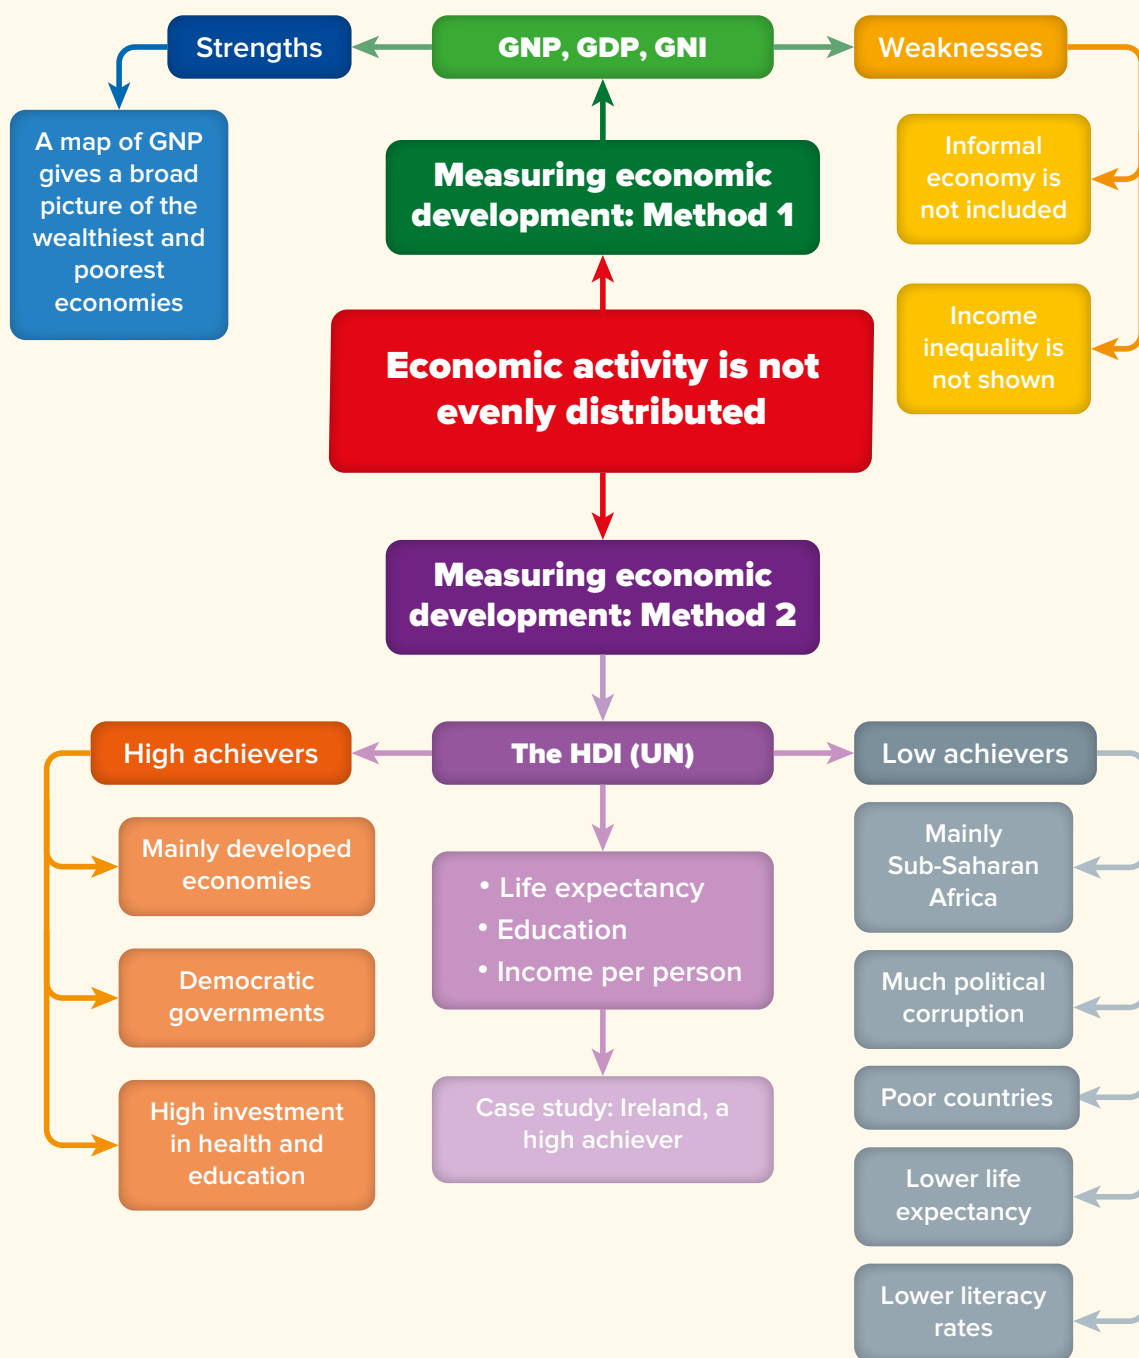 Strengths
GNP, GDP, GNI
Weaknesses
A map of GNP
gives a broad
picture of the
wealthiest and
poorest
economies
Measuring economic
development: Method 1
Informal
economy is
not included
Income
inequality is
not shown
Economic activity is not
evenly distributed
Measuring economic
development: Method 2
High achievers
The HDI (UN)
Low achievers
Mainly developed
economies
Democratic
governments
High investment
in health and
education
• Life expectancy
• Education
• Income per person
Case study: Ireland, a
high achiever
Mainly
Sub-Saharan
Africa
Much political
corruption
Poor countries
Lower life
expectancy
Lower literacy
rates